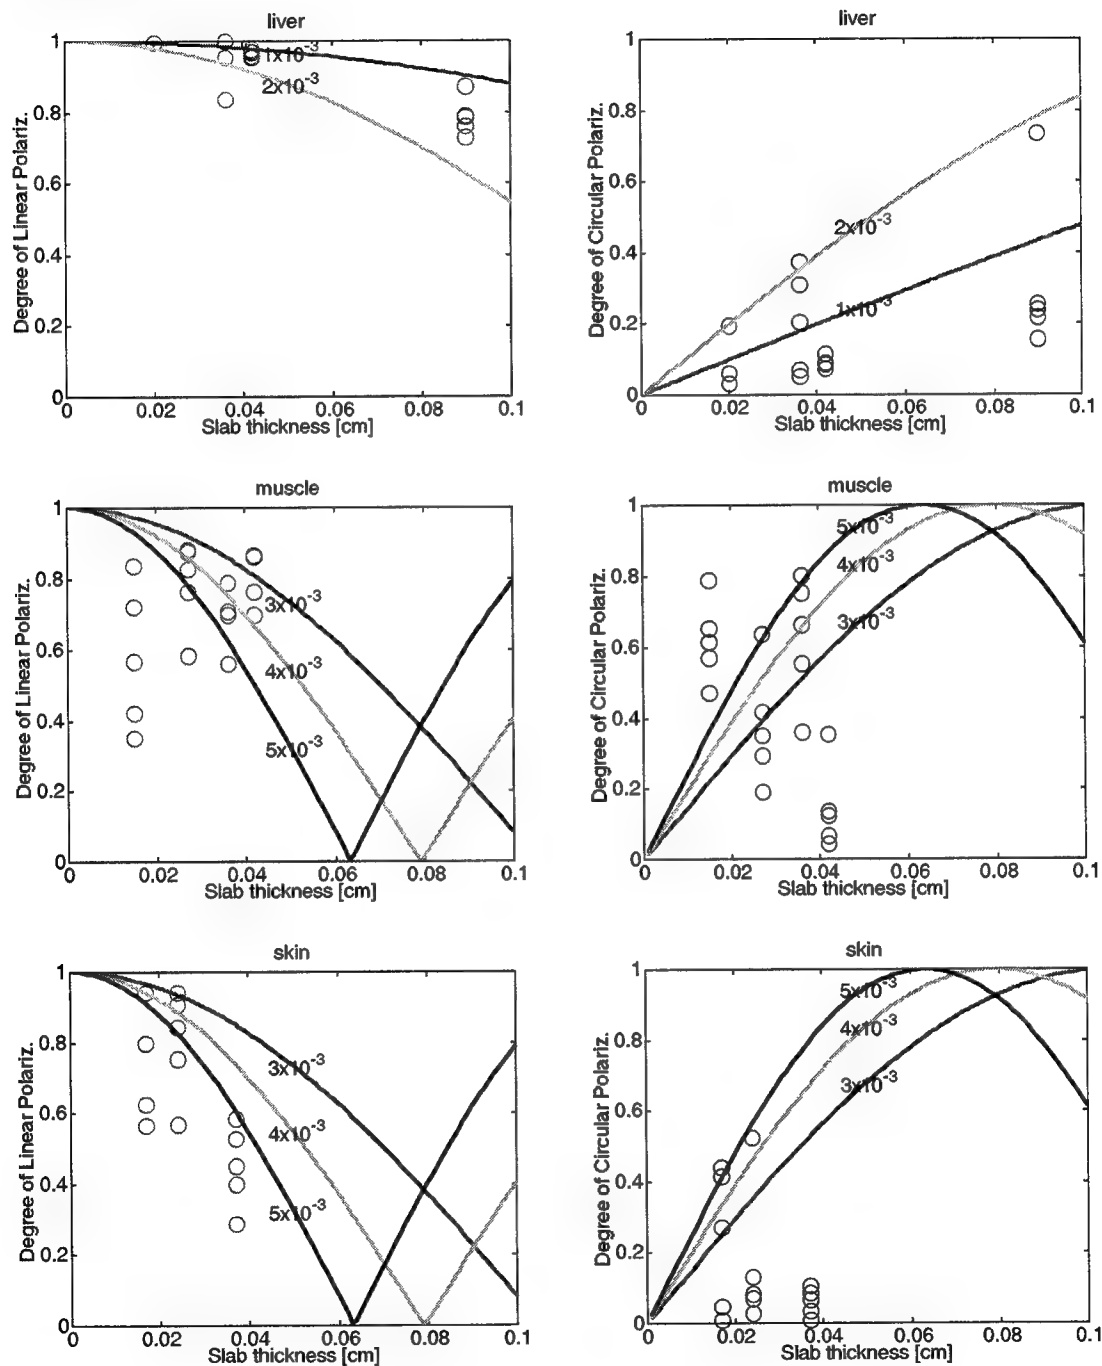 liver
Degree of Linear Polariz.
1
0.8
0.6
0.4
0.2
0
1x10-3
2x10-3
0 0.02 0.04 0.06 0.08 0.1
Slab thickness [cm]
liver
Degree of Circular Polariz.
1
0.8
0.6
0.4
0.2
0
2x10-3
1x10-3
0 0.02 0.04 0.06 0.08 0.1
Slab thickness [cm]
muscle
Degree of Linear Polariz.
1
0.8
0.6
0.4
0.2
0
3x10-3
4x10-3
5x10-3
0 0.02 0.04 0.06 0.08 0.1
Slab thickness [cm]
muscle
Degree of Circular Polariz.
1
0.8
0.6
0.4
0.2
0
5x10-3
4x10-3
3x10-3
0 0.02 0.04 0.06 0.08 0.1
Slab thickness [cm]
skin
Degree of Linear Polariz.
1
0.8
0.6
0.4
0.2
0
3x10-3
4x10-3
5x10-3
0 0.02 0.04 0.06 0.08 0.1
Slab thickness [cm]
skin
Degree of Circular Polariz.
1
0.8
0.6
0.4
0.2
0
5x10-3
4x10-3
3x10-3
0 0.02 0.04 0.06 0.08 0.1
Slab thickness [cm]